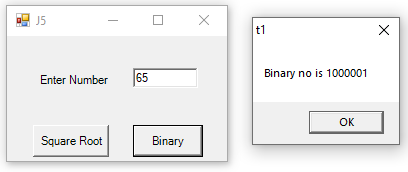 J5
Enter Number 65
Square Root Binary
t1
Binary no is 1000001
OK